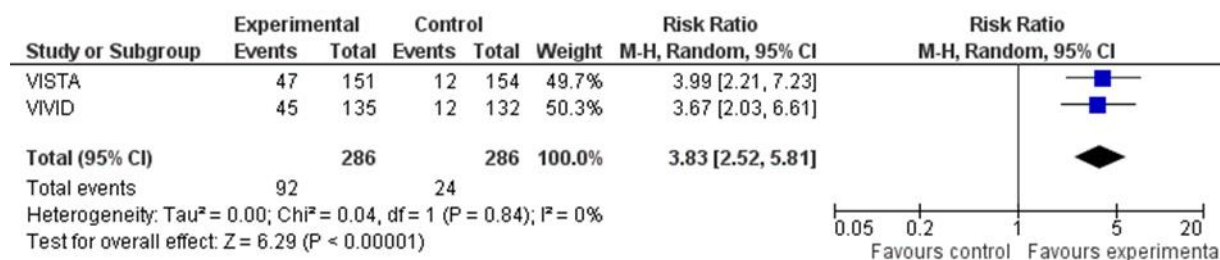 Experimental Control Risk Ratio Risk Ratio
Study or Subgroup Events Total Events Total Weight M-H, Random, 95% CI M-H, Random, 95% CI
VISTA 47 151 12 154 49.7% 3.99 [2.21, 7.23]
VIVID 45 135 12 132 50.3% 3.67 [2.03, 6.61]
Total (95% CI) 286 286 100.0% 3.83 [2.52, 5.81]
Total events 92 24
Heterogeneity: Tau² = 0.00; Chi² = 0.04, df = 1 (P = 0.84); I² = 0%
Test for overall effect: Z = 6.29 (P < 0.00001)
0.05 0.2 1 5 20
Favours control Favours experimenta